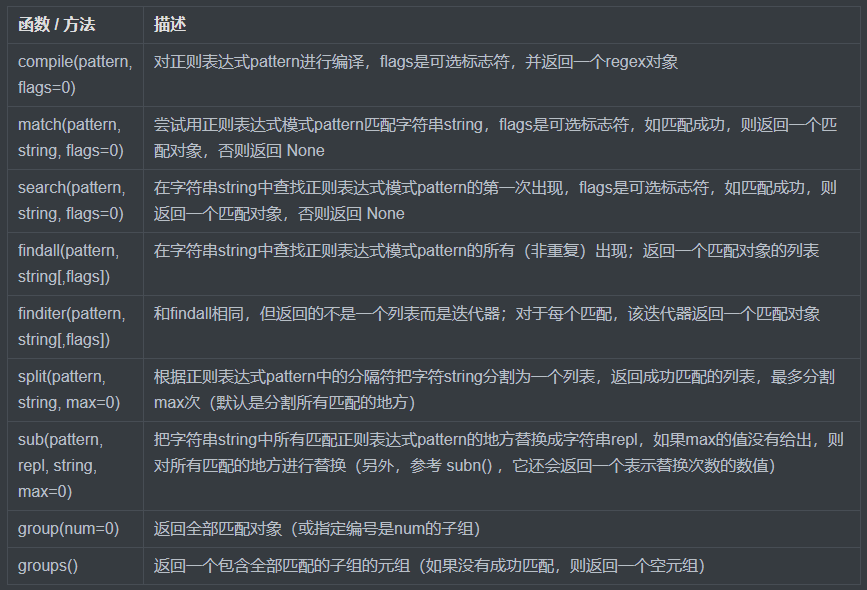 函数 / 方法
描述
compile(pattern,
flags=0)
对正则表达式pattern进行编译，flags是可选标志符，并返回一个regex对象
match(pattern,
string, flags=0)
尝试用正则表达式模式pattern匹配字符串string，flags是可选标志符，如匹配成功，则返回一个匹
配对象，否则返回 None
search(pattern,
string, flags=0)
在字符串string中查找正则表达式模式pattern的第一次出现，flags是可选标志符，如匹配成功，则
返回一个匹配对象，否则返回 None
findall(pattern,
string[,flags])
在字符串string中查找正则表达式模式pattern的所有（非重复）出现；返回一个匹配对象的列表
finditer(pattern,
string[,flags])
和findall相同，但返回的不是一个列表而是迭代器；对于每个匹配，该迭代器返回一个匹配对象
split(pattern,
string, max=0)
根据正则表达式pattern中的分隔符把字符string分割为一个列表，返回成功匹配的列表，最多分割
max次（默认是分割所有匹配的地方）
sub(pattern,
repl, string,
max=0)
把字符串string中所有匹配正则表达式pattern的地方替换成字符串repl，如果max的值没有给出，则
对所有匹配的地方进行替换（另外，参考 subn() ，它还会返回一个表示替换次数的数值）
group(num=0)
返回全部匹配对象（或指定编号是num的子组）
groups()
返回一个包含全部匹配的子组的元组（如果没有成功匹配，则返回一个空元组）